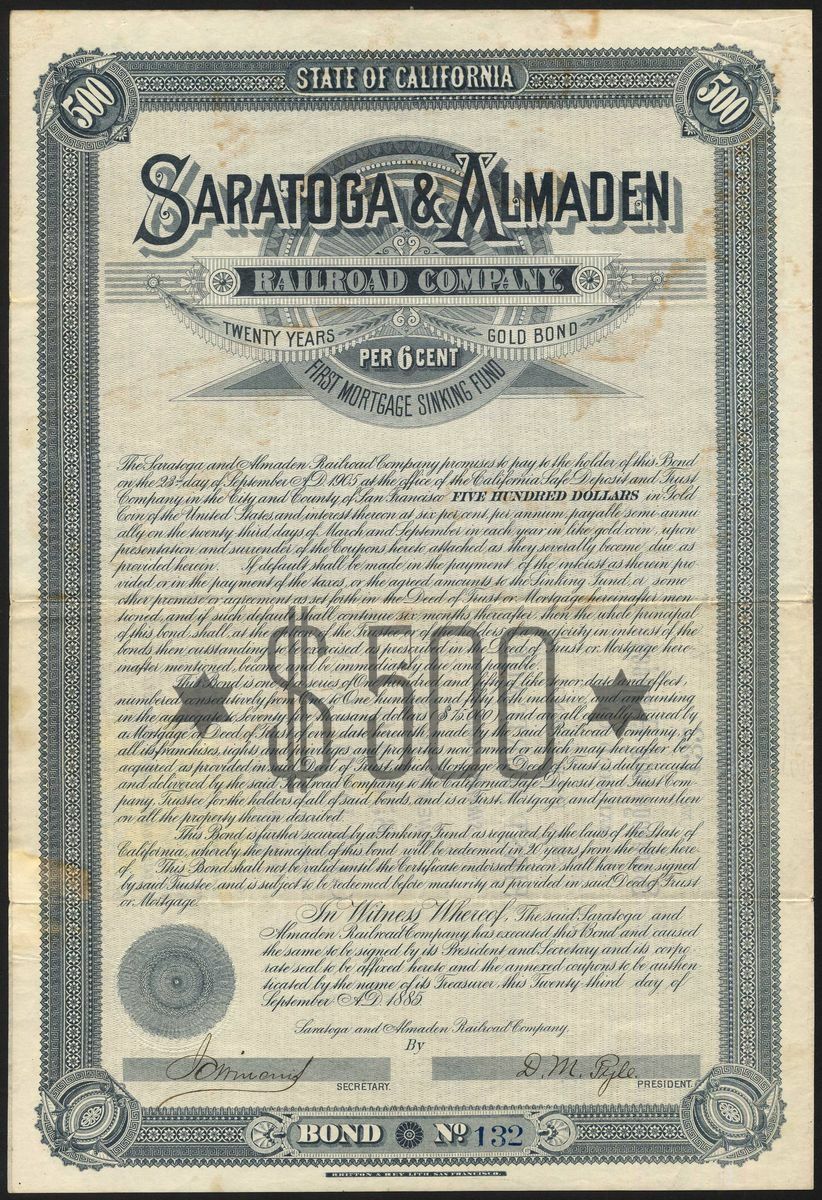 STATE OF CALIFORNIA
500
500
SARATOGA & ALMADEN
RAILROAD COMPANY.
TWENTY YEARS
GOLD BOND
PER 6 CENT
FIRST MORTGAGE SINKING FUND
The Saratoga and Almaden Railroad Company promises to pay to the holder of this Bond
on the 23rd day of September A.D. 1905 at the office of the California Safe Deposit and Trust
Company in the City and County of San Francisco FIVE HUNDRED DOLLARS in Gold
Coin of the United States, and interest thereon at six per cent, per annum, payable semi-annu
ally on the twenty third days of March and September in each year in like gold coin, upon
presentation and surrender of the Coupons hereto attached as they severally become due as
provided herein. If default shall be made in the payment of the interest as therein pro
vided or in the payment of the taxes, or the agreed amounts to the Sinking Fund, or some
other promise or agreement as set forth in the Deed of Trust or Mortgage hereinafter men
tioned, and if such default shall continue six months thereafter, then the whole principal
of this bond, shall, at the option of the Trustee or of the holders of a majority in interest of the
bonds then outstanding to be exercised as prescribed in the Deed of Trust or Mortgage here-
inafter mentioned, become and be immediately due and payable.
This Bond is one of a series of One hundred and fifty of like tenor, date and effect
numbered consecutively from One to One hundred and fifty both inclusive, and amounting
in the aggregate to Seventy five thousand dollars ($75,000) and are all equally secured by
a Mortgage or Deed of Trust of even date herewith, made by the said Railroad Company, of
all its franchises, rights and privileges and properties now owned or which may hereafter be
acquired as provided in said Deed of Trust, which Mortgage or Deed of Trust is duly executed
and delivered by the said Railroad Company to the California Safe Deposit and Trust Com
pany, Trustee for the holders of all of said bonds, and is a First Mortgage, and paramount lien
on all the property therein described.
$500
This Bond is further secured by a Sinking Fund as required by the laws of the State of
California, whereby the principal of this bond will be redeemed in 20 years from the date here
of. This Bond shall not be valid until the Certificate endorsed hereon shall have been signed
by said Trustee, and is subject to be redeemed before maturity as provided in said Deed of Trust
or Mortgage.
In Witness Whereof, The said Saratoga and
Almaden Railroad Company has executed this Bond and caused
the same to be signed by its President and Secretary and its corpo
rate seal to be affixed hereto and the annexed coupons to be authen
ticated by the name of its Treasurer, this Twenty-third day of
September A.D. 1885
Saratoga and Almaden Railroad Company.
By
SECRETARY.
D. M. Pyle
PRESIDENT.
BOND No. 132
BRITTON & REY LITH SAN FRANCISCO.